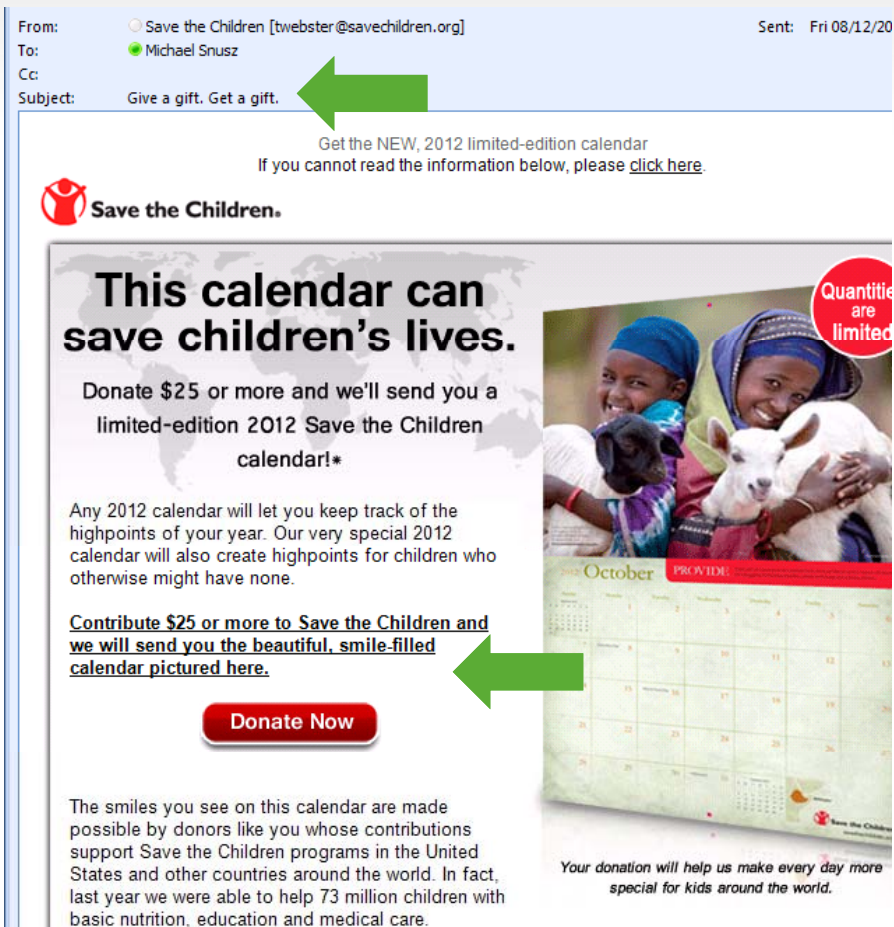 From: Save the Children [twebster@savechildren.org] Sent: Fri 08/12/20
To: Michael Snusz
Cc:
Subject: Give a gift. Get a gift.
Get the NEW, 2012 limited-edition calendar
If you cannot read the information below, please click here.
Save the Children®
This calendar can
save children's lives.
Quantitie
are
limited
Donate $25 or more and we'll send you a
limited-edition 2012 Save the Children
calendar!*
Any 2012 calendar will let you keep track of the
highpoints of your year. Our very special 2012
calendar will also create highpoints for children who
otherwise might have none.
2012 October PROVIDE
Contribute $25 or more to Save the Children and
we will send you the beautiful, smile-filled
calendar pictured here.
Donate Now
The smiles you see on this calendar are made
possible by donors like you whose contributions
support Save the Children programs in the United
States and other countries around the world. In fact,
last year we were able to help 73 million children with
basic nutrition, education and medical care.
Save the Children
Your donation will help us make every day more
special for kids around the world.